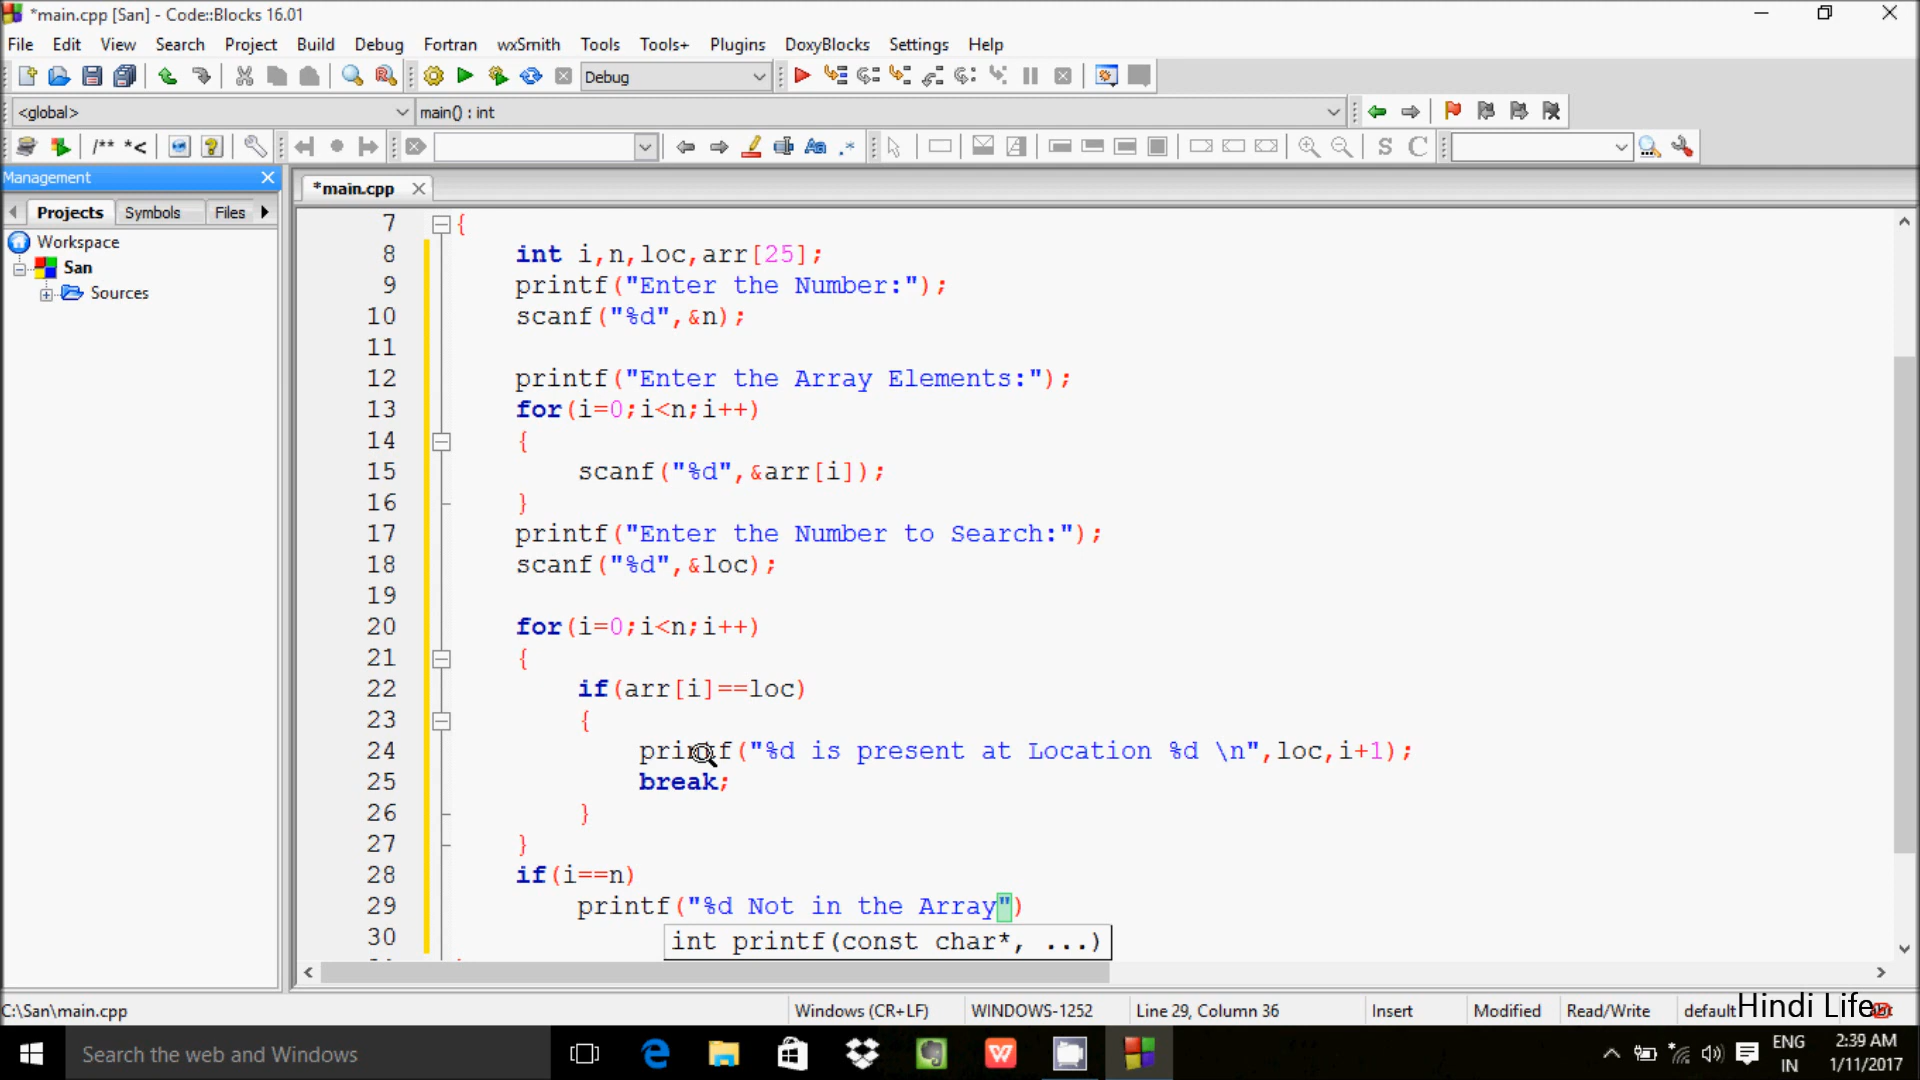 *main.cpp [San] - Code::Blocks 16.01
File Edit View Search Project Build Debug Fortran wxSmith Tools Tools+ Plugins DoxyBlocks Settings Help
Debug
<global> main() : int
/** *<
S C
Management
*main.cpp
Projects Symbols Files
Workspace
San
Sources
7 {
8 int i,n,loc,arr[25];
9 printf("Enter the Number:");
10 scanf("%d",&n);
11
12 printf("Enter the Array Elements:");
13 for(i=0;i<n;i++)
14 {
15 scanf("%d",&arr[i]);
16 }
17 printf("Enter the Number to Search:");
18 scanf("%d",&loc);
19
20 for(i=0;i<n;i++)
21 {
22 if(arr[i]==loc)
23 {
24 printf("%d is present at Location %d \n",loc,i+1);
25 break;
26 }
27 }
28 if(i==n)
29 printf("%d Not in the Array")
30 int printf(const char*, ...)
C:\San\main.cpp Windows (CR+LF) WINDOWS-1252 Line 29, Column 36 Insert Modified Read/Write default
Hindi Life
Search the web and Windows
ENG
IN
2:39 AM
1/11/2017